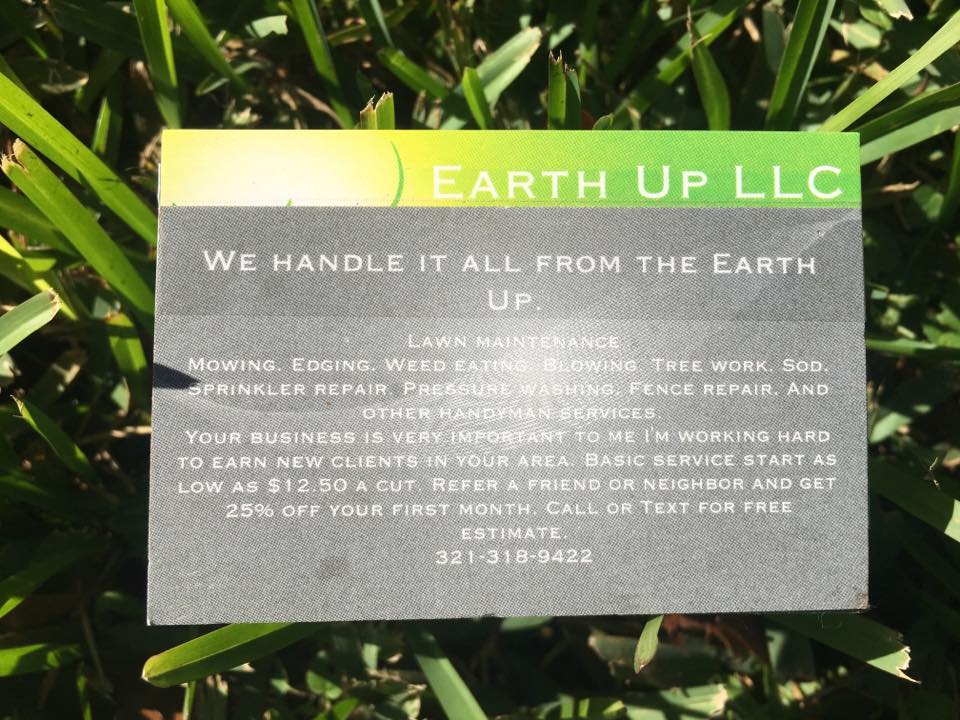 Earth Up LLC
We handle it all from the Earth
Up.
Lawn maintenance
Mowing. Edging. Weed eating. Blowing. Tree work. Sod.
Sprinkler repair. Pressure washing. Fence repair. And
other handyman services.
Your business is very important to me I'm working hard
to earn new clients in your area. Basic service start as
low as $12.50 a cut. Refer a friend or neighbor and get
25% off your first month. Call or Text for free
estimate.
321-318-9422